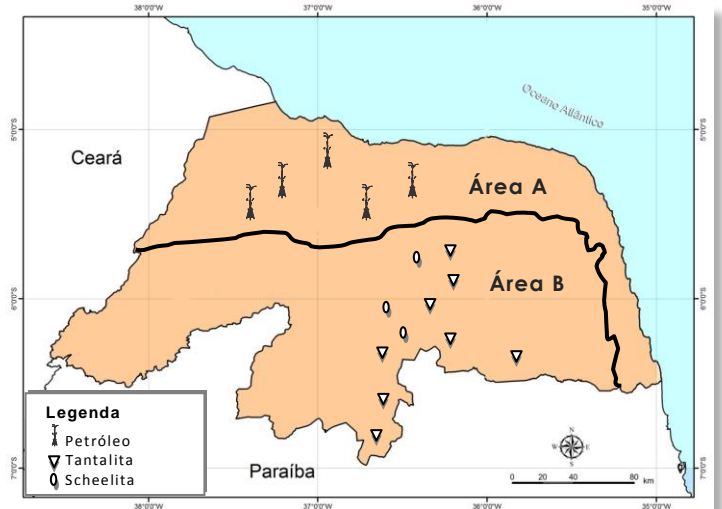 38°0'0"W 37°0'0"W 36°0'0"W 35°0'0"W
Oceano Atlântico
5°0'0"S 5°0'0"S
Ceará
Área A
Área B
6°0'0"S 6°0'0"S
Legenda
Petróleo
Tantalita
Scheelita
Paraíba
N
W E
S
0 20 40 80 km
7°0'0"S 7°0'0"S
38°0'0"W 37°0'0"W 36°0'0"W 35°0'0"W